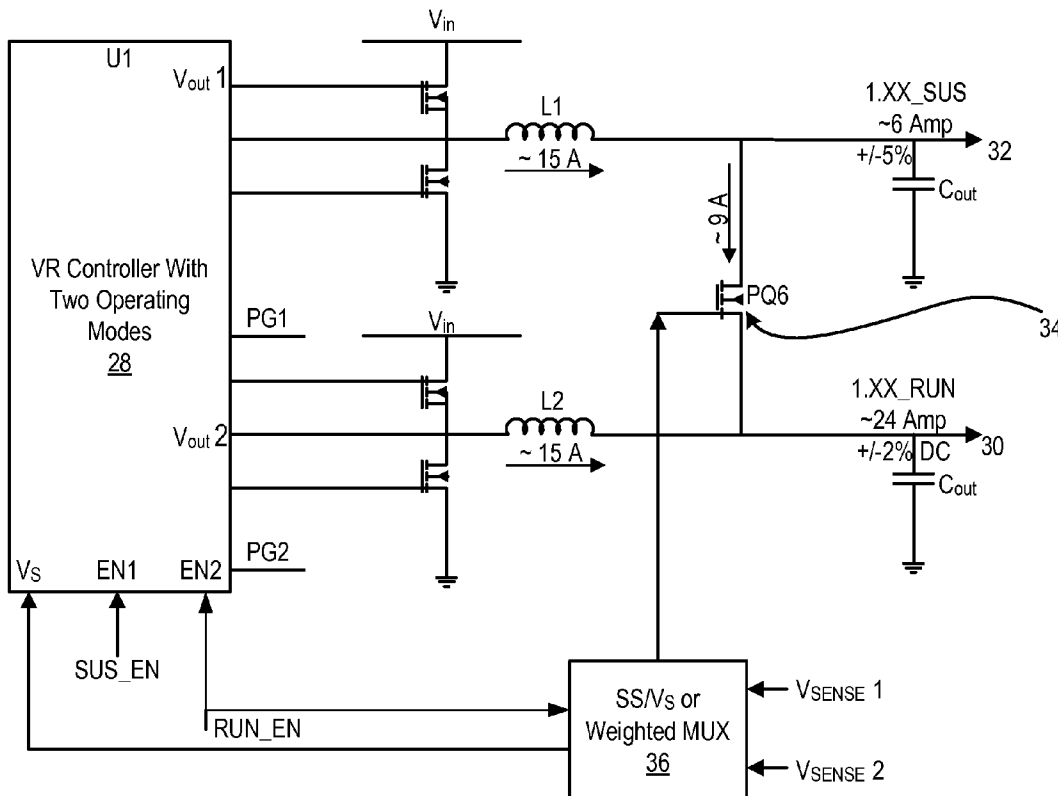 U1
Vin
Vout 1
L1
~ 15 A
1.XX_SUS
~6 Amp
+/-5%
32
Cout
~ 9 A
VR Controller With
Two Operating
Modes
28
PQ6
34
PG1
Vin
L2
~ 15 A
Vout 2
1.XX_RUN
~24 Amp
+/-2% DC
30
Cout
PG2
VS
EN1
EN2
SUS_EN
RUN_EN
SS/VS or
Weighted MUX
36
VSENSE 1
VSENSE 2